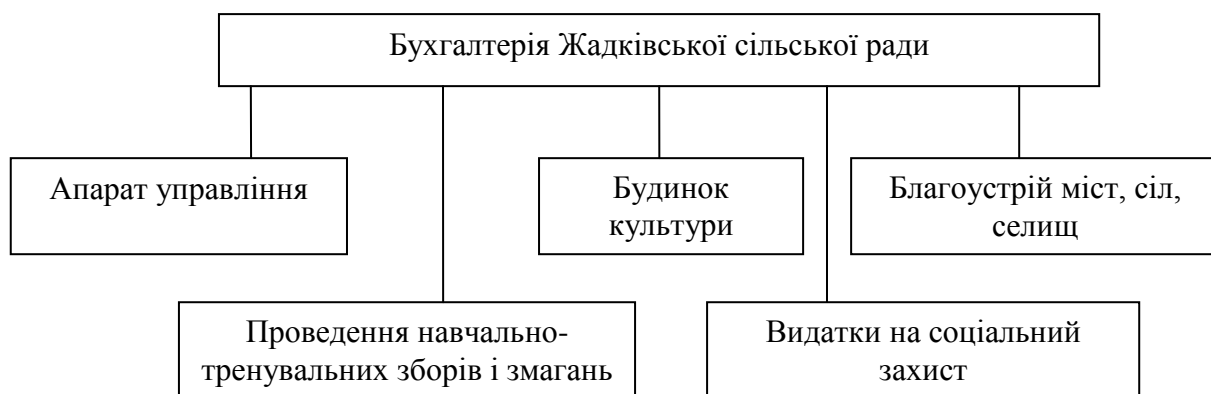 Бухгалтерія Жадківської сільської ради
Апарат управління
Будинок
культури
Благоустрій міст, сіл,
селищ
Проведення навчально-
тренувальних зборів і змагань
Видатки на соціальний
захист